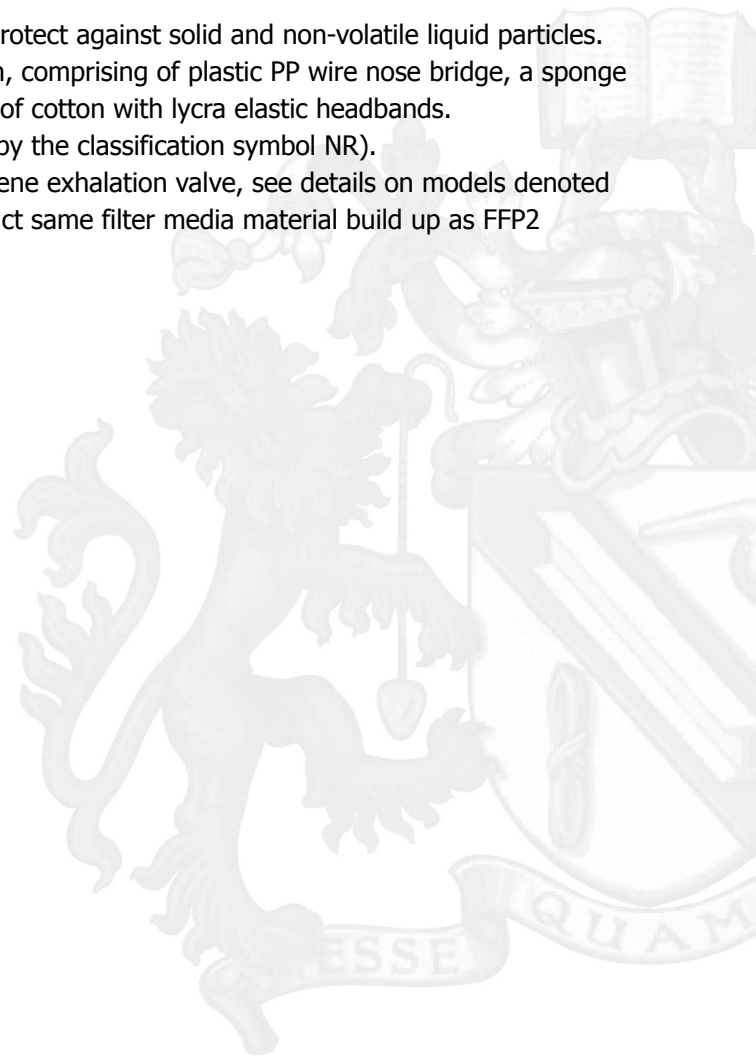 rotect against solid and non-volatile liquid particles.
n, comprising of plastic PP wire nose bridge, a sponge
of cotton with lycra elastic headbands.
by the classification symbol NR).
ene exhalation valve, see details on models denoted
ct same filter media material build up as FFP2
ESSE QUAM